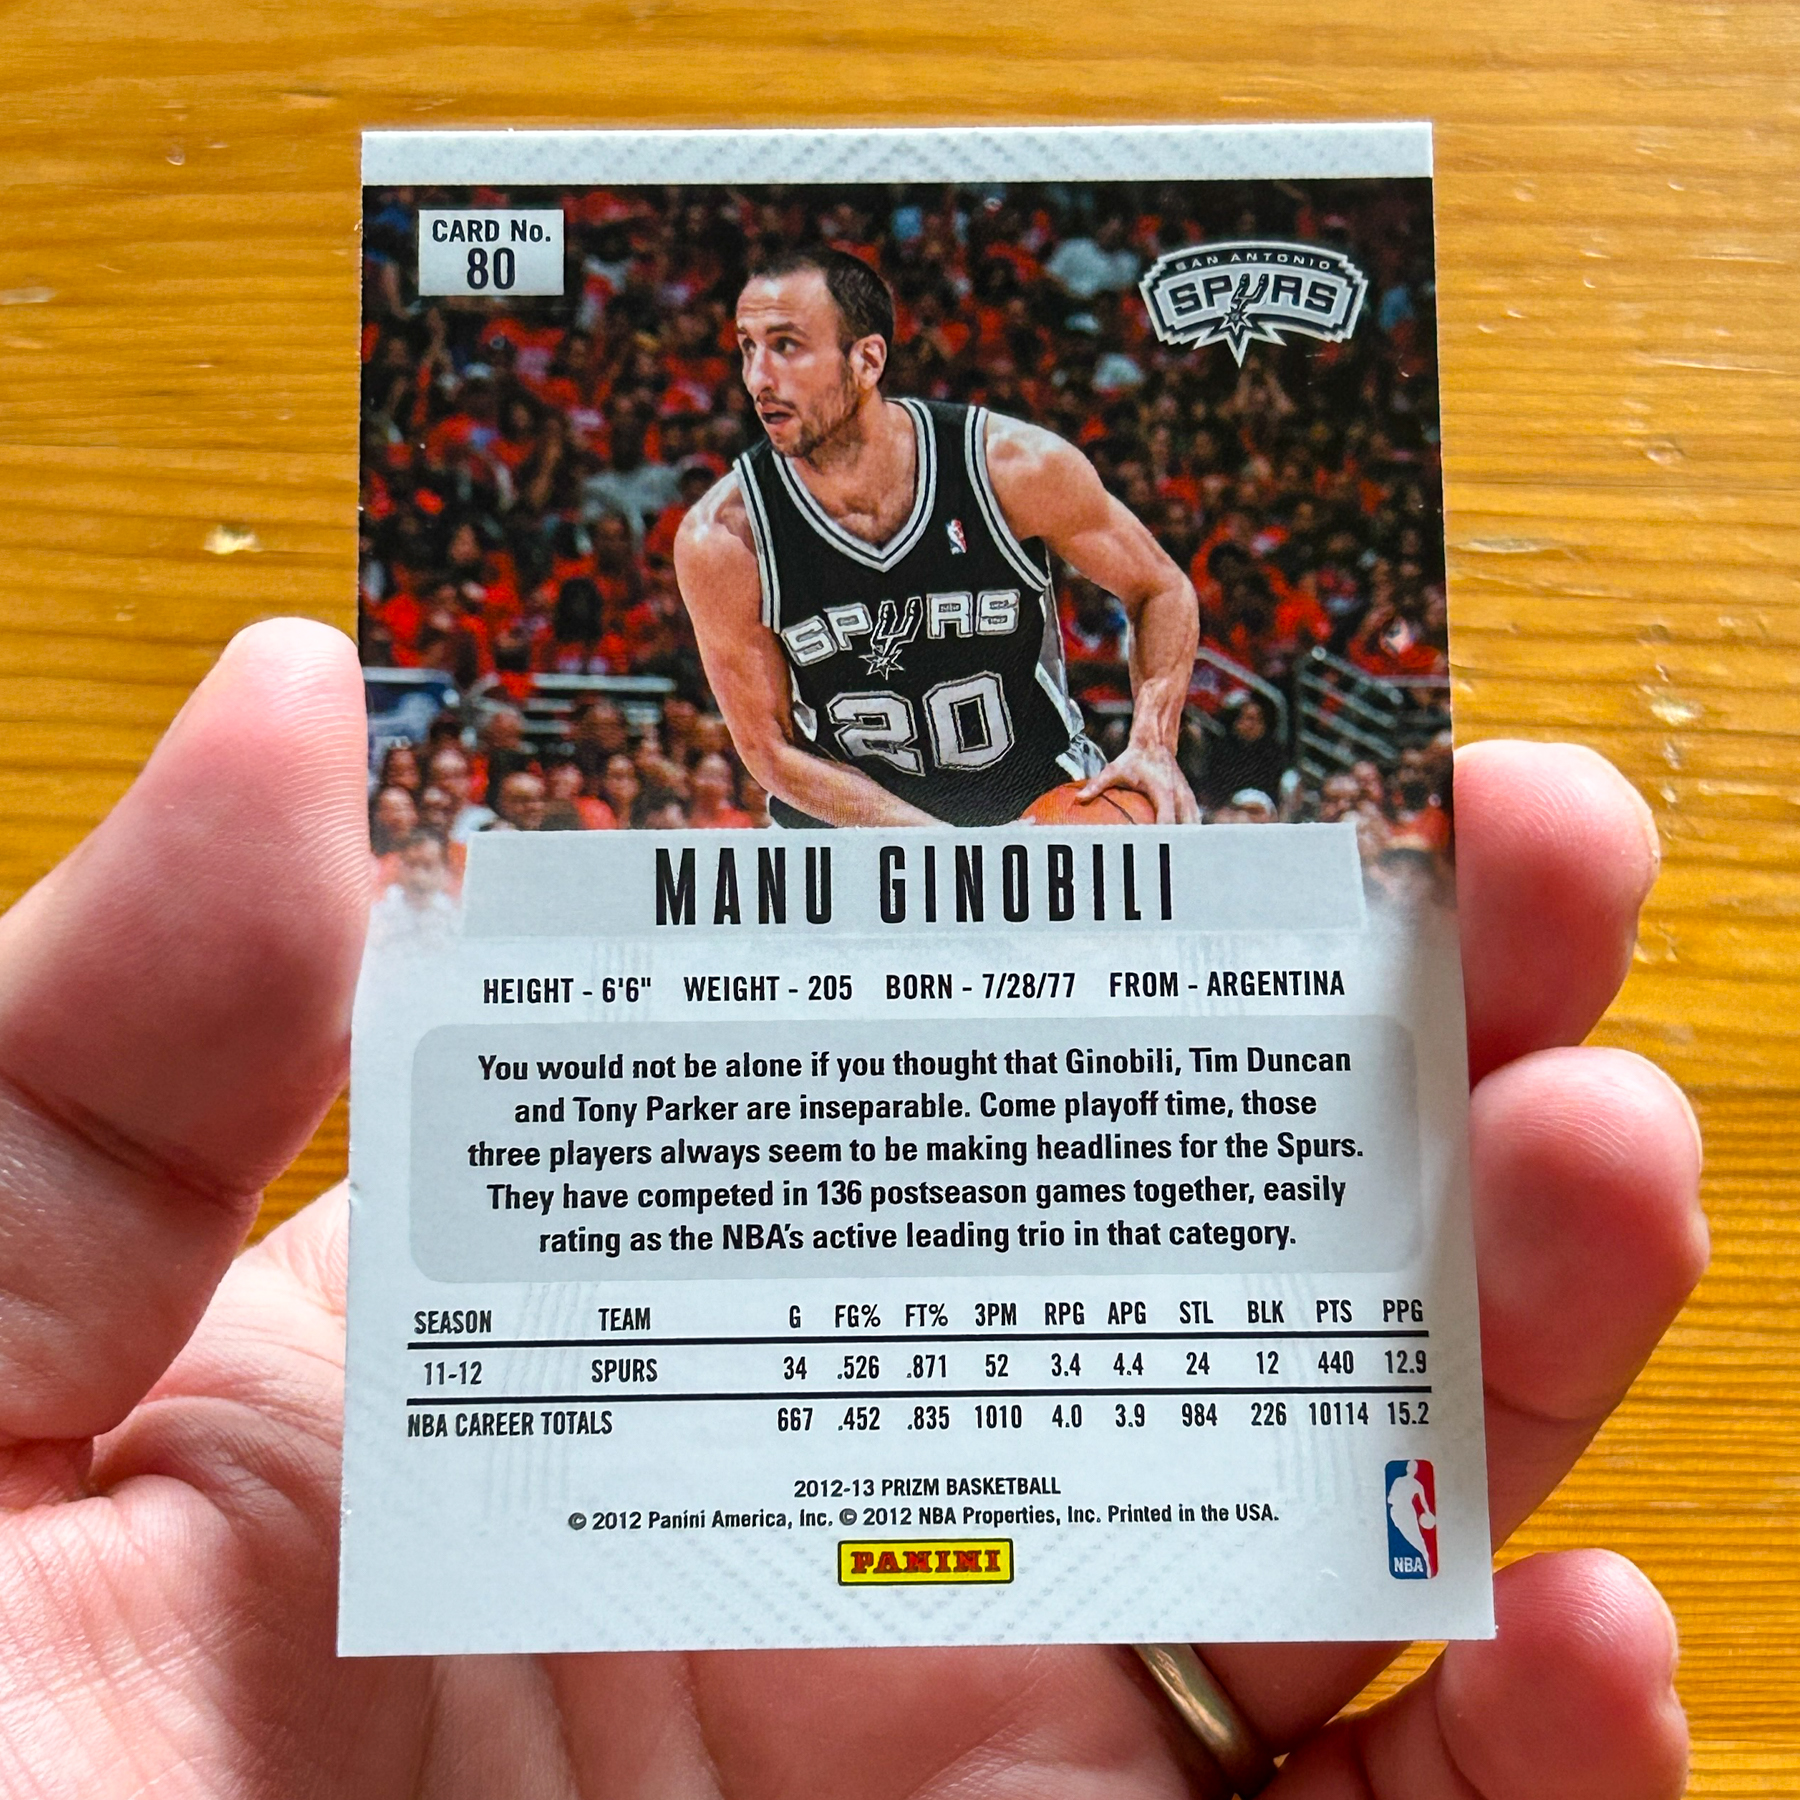 CARD No.
80
SAN ANTONIO
SPURS
SPURS
20
MANU GINOBILI
HEIGHT - 6'6" WEIGHT - 205 BORN - 7/28/77 FROM - ARGENTINA
You would not be alone if you thought that Ginobili, Tim Duncan
and Tony Parker are inseparable. Come playoff time, those
three players always seem to be making headlines for the Spurs.
They have competed in 136 postseason games together, easily
rating as the NBA's active leading trio in that category.
SEASON TEAM G FG% FT% 3PM RPG APG STL BLK PTS PPG
11-12 SPURS 34 .526 .871 52 3.4 4.4 24 12 440 12.9
NBA CAREER TOTALS 667 .452 .835 1010 4.0 3.9 984 226 10114 15.2
2012-13 PRIZM BASKETBALL
© 2012 Panini America, Inc. © 2012 NBA Properties, Inc. Printed in the USA.
PANINI
NBA